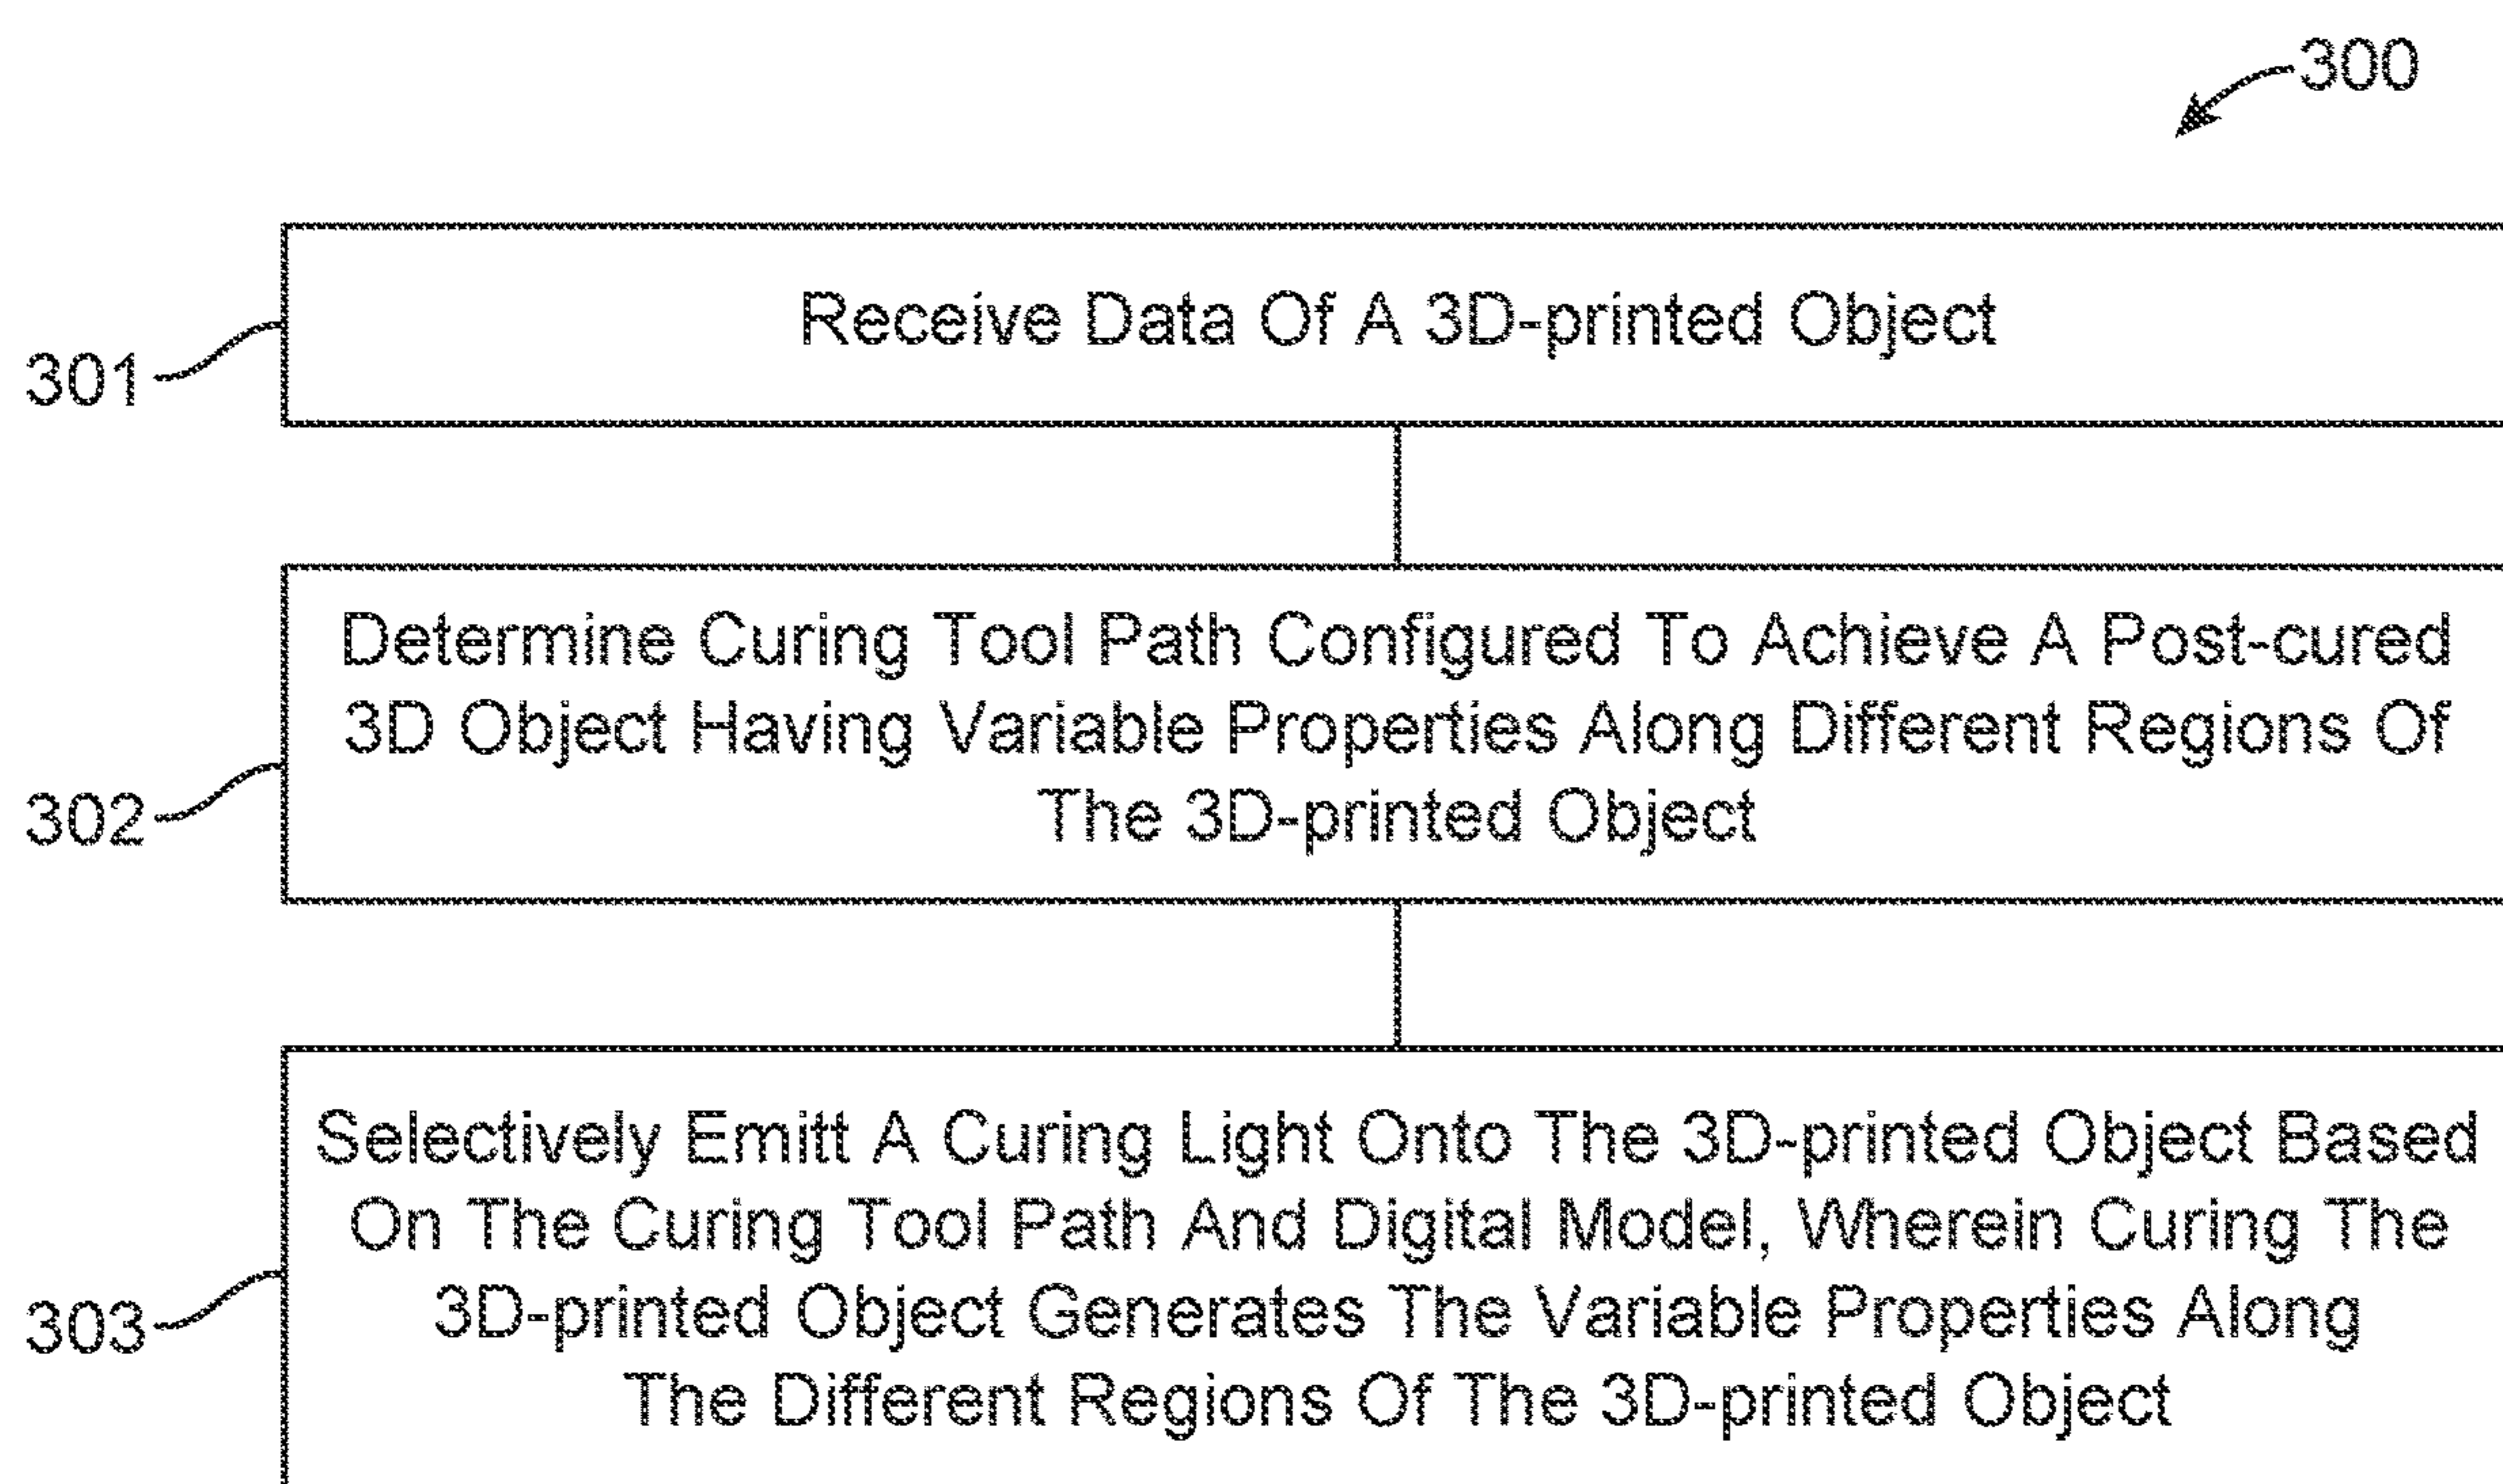 300
Receive Data Of A 3D-printed Object
301
Determine Curing Tool Path Configured To Achieve A Post-cured
3D Object Having Variable Properties Along Different Regions Of
The 3D-printed Object
302
Selectively Emitt A Curing Light Onto The 3D-printed Object Based
On The Curing Tool Path And Digital Model, Wherein Curing The
3D-printed Object Generates The Variable Properties Along
The Different Regions Of The 3D-printed Object
303